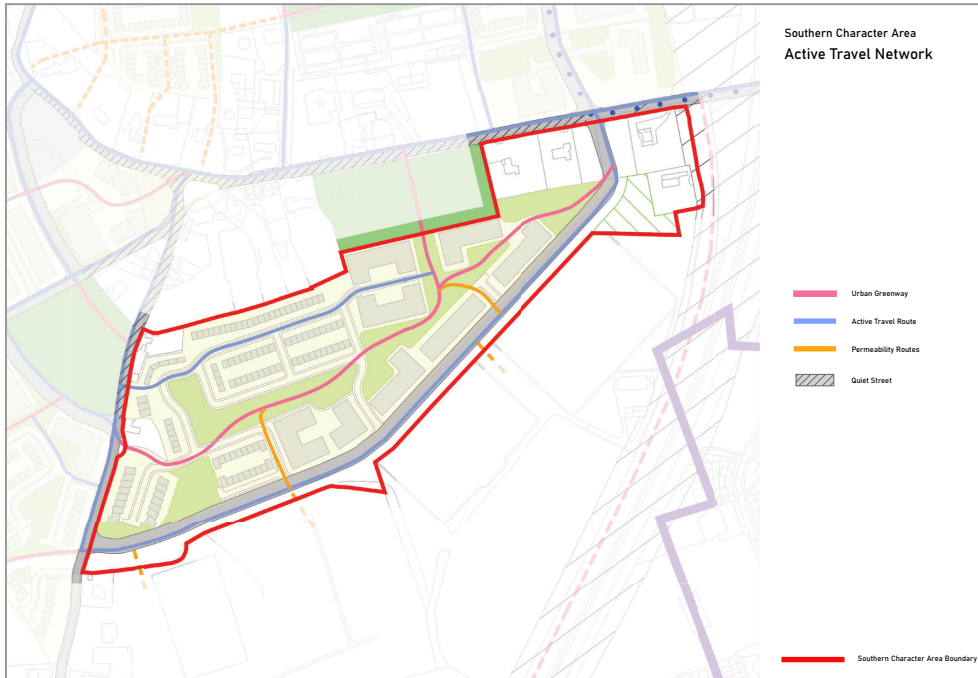 Southern Character Area
Active Travel Network
Urban Greenway
Active Travel Route
Permeability Routes
Quiet Street
Southern Character Area Boundary